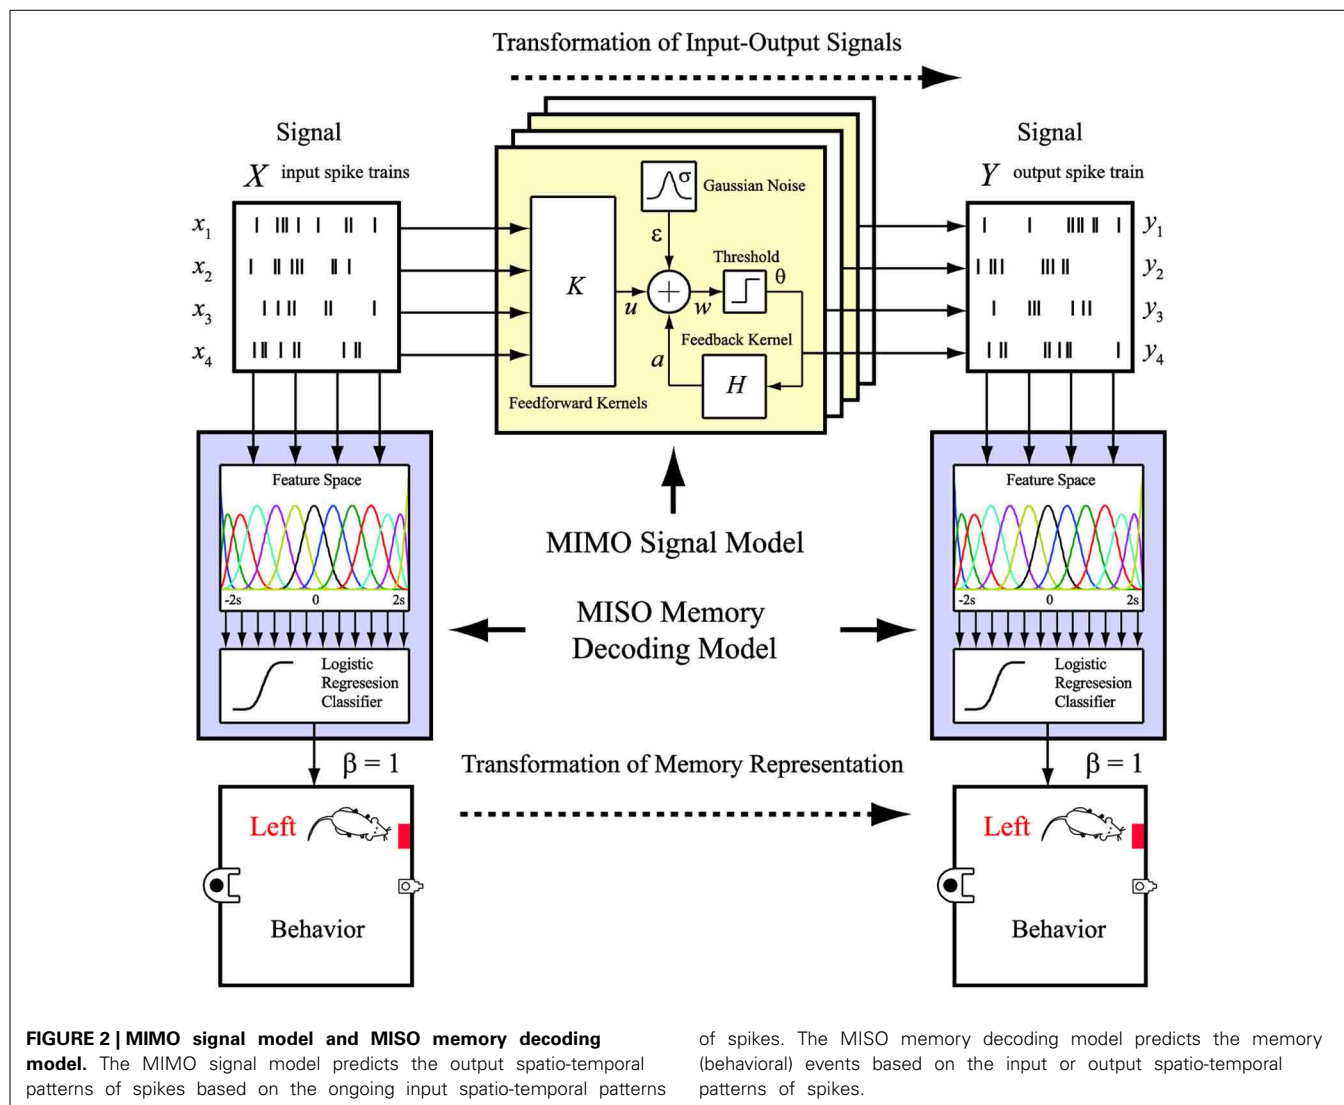 Transformation of Input-Output Signals
Signal
X input spike trains
x1
x2
x3
x4
K
Feedforward Kernels
σ
Gaussian Noise
ε
u
+
w
Threshold
θ
Feedback Kernel
a
H
Signal
Y output spike train
y1
y2
y3
y4
Feature Space
-2s 0 2s
Logistic
Regresesion
Classifier
MIMO Signal Model
MISO Memory
Decoding Model
Feature Space
-2s 0 2s
Logistic
Regresesion
Classifier
β = 1
Transformation of Memory Representation
β = 1
Left
Behavior
Left
Behavior
FIGURE 2 | MIMO signal model and MISO memory decoding
model. The MIMO signal model predicts the output spatio-temporal
patterns of spikes based on the ongoing input spatio-temporal patterns
of spikes. The MISO memory decoding model predicts the memory
(behavioral) events based on the input or output spatio-temporal
patterns of spikes.